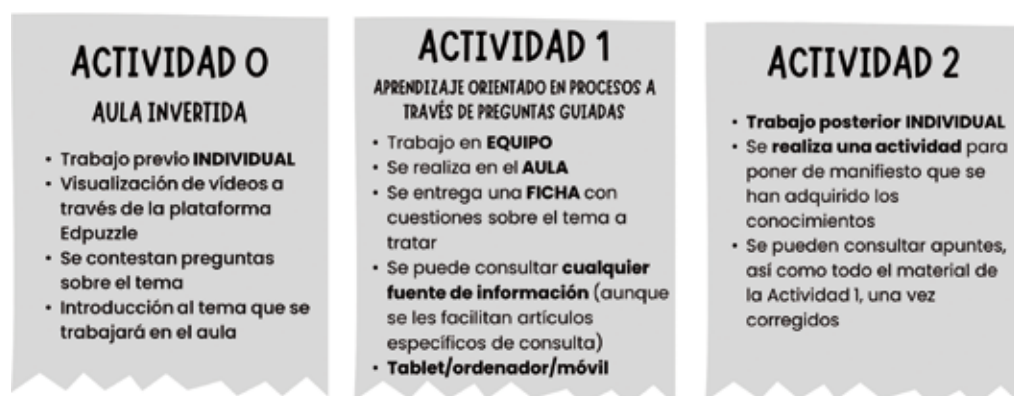 ACTIVIDAD 0
AULA INVERTIDA
• Trabajo previo INDIVIDUAL
• Visualización de vídeos a
través de la plataforma
Edpuzzle
• Se contestan preguntas
sobre el tema
• Introducción al tema que se
trabajará en el aula
ACTIVIDAD 1
APRENDIZAJE ORIENTADO EN PROCESOS A
TRAVÉS DE PREGUNTAS GUIADAS
• Trabajo en EQUIPO
• Se realiza en el AULA
• Se entrega una FICHA con
cuestiones sobre el tema a
tratar
• Se puede consultar cualquier
fuente de información (aunque
se les facilitan artículos
específicos de consulta)
• Tablet/ordenador/móvil
ACTIVIDAD 2
• Trabajo posterior INDIVIDUAL
• Se realiza una actividad para
poner de manifiesto que se
han adquirido los
conocimientos
• Se pueden consultar apuntes,
así como todo el material de
la Actividad 1, una vez
corregidos